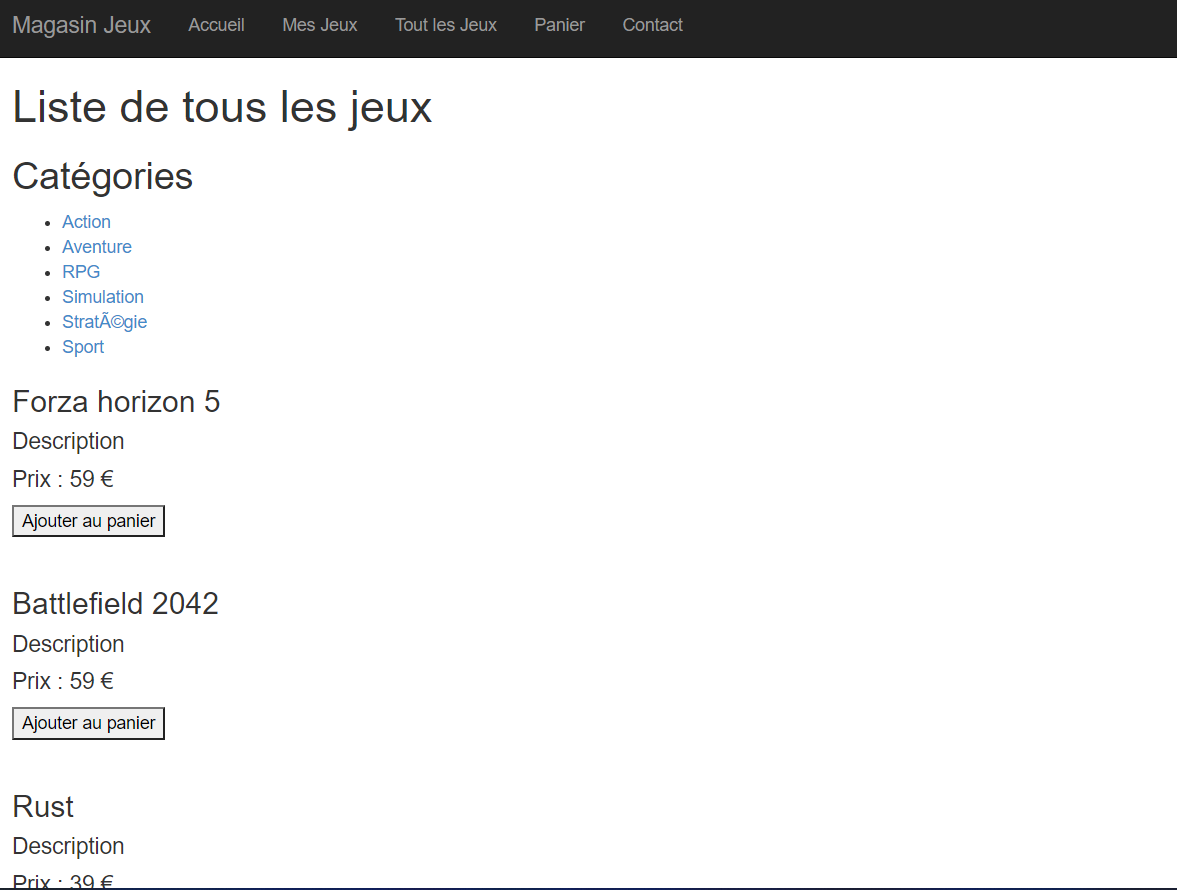 Magasin Jeux Accueil Mes Jeux Tout les Jeux Panier Contact
Liste de tous les jeux
Catégories
Action
Aventure
RPG
Simulation
StratÃ©gie
Sport
Forza horizon 5
Description
Prix : 59 €
Ajouter au panier
Battlefield 2042
Description
Prix : 59 €
Ajouter au panier
Rust
Description
Prix : 39 €